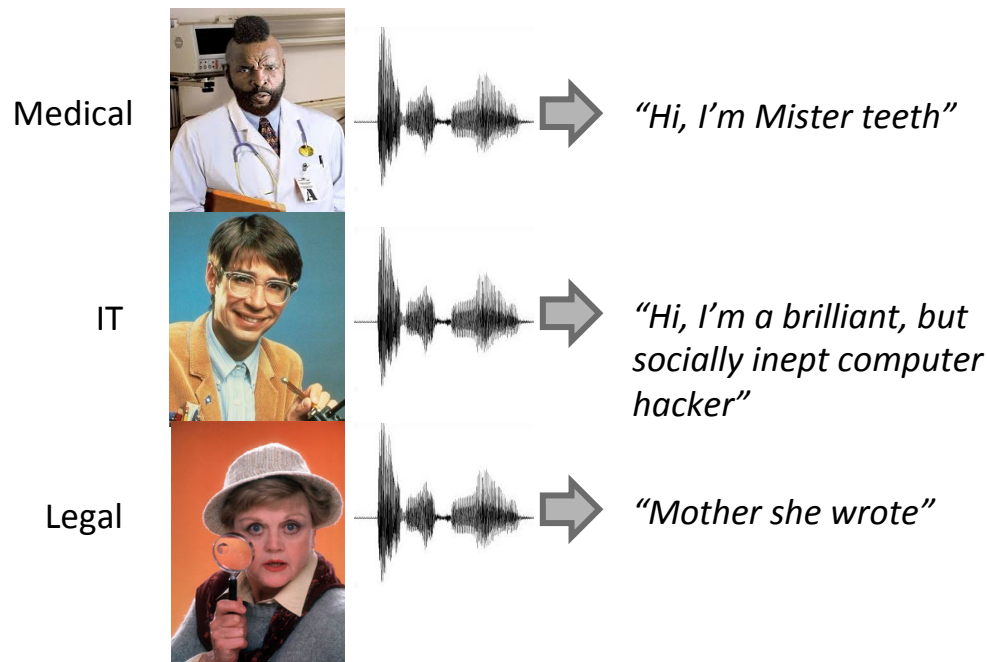 Medical
“Hi, I’m Mister teeth”
A
IT
“Hi, I’m a brilliant, but
socially inept computer
hacker”
Legal
“Mother she wrote”